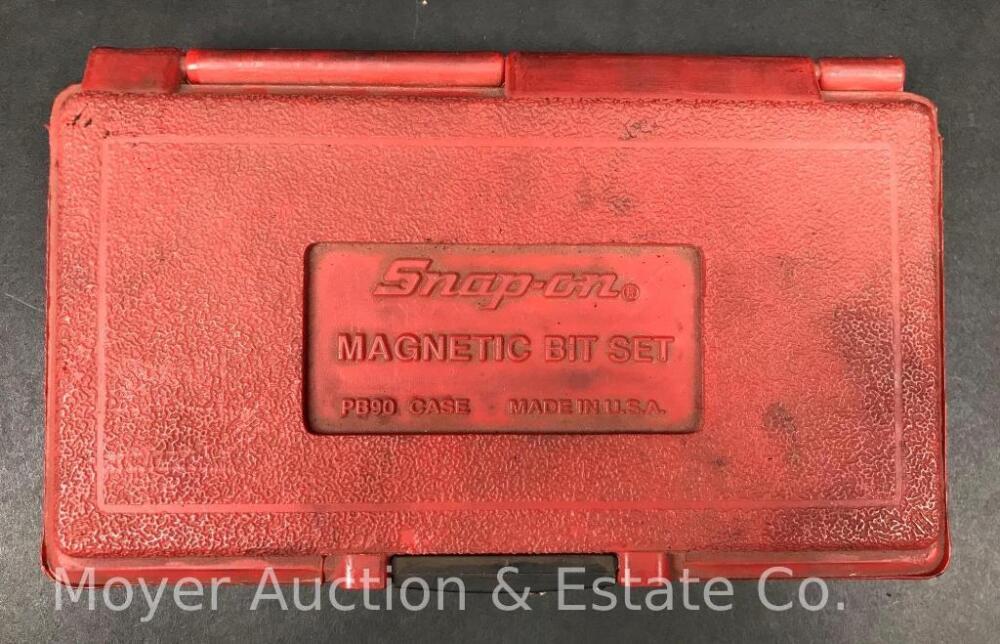 Snap-on®
MAGNETIC BIT SET
PB90 CASE MADE IN U.S.A.
Moyer Auction & Estate Co.